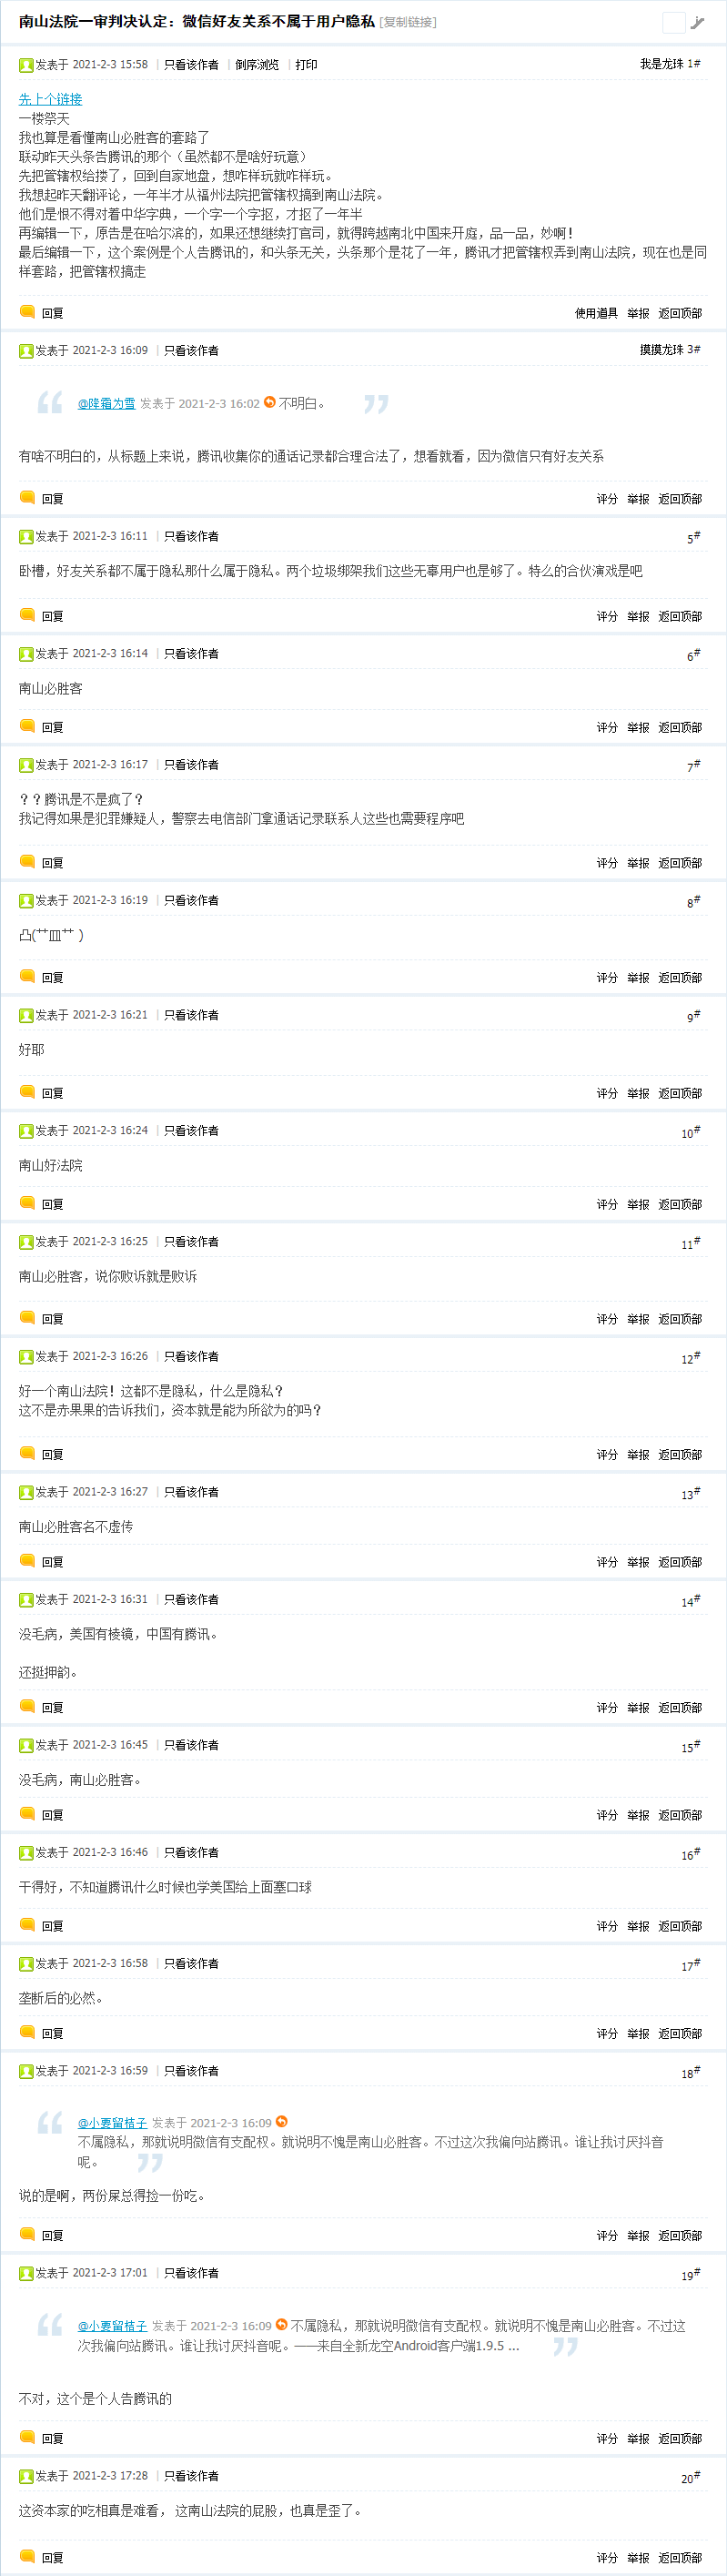 南山法院一审判决认定：微信好友关系不属于用户隐私 [复制链接]
发表于 2021-2-3 15:58 | 只看该作者 | 倒序浏览 | 打印 我是龙珠 1#
先上个链接
一楼祭天
我也算是看懂南山必胜客的套路了
联动昨天头条告腾讯的那个（虽然都不是啥好玩意）
先把管辖权给搂了，回到自家地盘，想咋样玩就咋样玩。
我想起昨天翻评论，一年半才从福州法院把管辖权搞到南山法院。
他们是恨不得对着中华字典，一个字一个字抠，才抠了一年半
再编辑一下，原告是在哈尔滨的，如果还想继续打官司，就得跨越南北中国来开庭，品一品，妙啊！
最后编辑一下，这个案例是个人告腾讯的，和头条无关，头条那个是花了一年，腾讯才把管辖权弄到南山法院，现在也是同
样套路，把管辖权搞走
回复 使用道具 举报 返回顶部
发表于 2021-2-3 16:09 | 只看该作者 摸摸龙珠 3#
@降霜为雪 发表于 2021-2-3 16:02 不明白。
有啥不明白的，从标题上来说，腾讯收集你的通话记录都合理合法了，想看就看，因为微信只有好友关系
回复 评分 举报 返回顶部
发表于 2021-2-3 16:11 | 只看该作者 5#
卧槽，好友关系都不属于隐私那什么属于隐私。两个垃圾绑架我们这些无辜用户也是够了。特么的合伙演戏是吧
回复 评分 举报 返回顶部
发表于 2021-2-3 16:14 | 只看该作者 6#
南山必胜客
回复 评分 举报 返回顶部
发表于 2021-2-3 16:17 | 只看该作者 7#
？？腾讯是不是疯了？
我记得如果是犯罪嫌疑人，警察去电信部门拿通话记录联系人这些也需要程序吧
回复 评分 举报 返回顶部
发表于 2021-2-3 16:19 | 只看该作者 8#
凸(艹皿艹 )
回复 评分 举报 返回顶部
发表于 2021-2-3 16:21 | 只看该作者 9#
好耶
回复 评分 举报 返回顶部
发表于 2021-2-3 16:24 | 只看该作者 10#
南山好法院
回复 评分 举报 返回顶部
发表于 2021-2-3 16:25 | 只看该作者 11#
南山必胜客，说你败诉就是败诉
回复 评分 举报 返回顶部
发表于 2021-2-3 16:26 | 只看该作者 12#
好一个南山法院！这都不是隐私，什么是隐私？
这不是赤果果的告诉我们，资本就是能为所欲为的吗？
回复 评分 举报 返回顶部
发表于 2021-2-3 16:27 | 只看该作者 13#
南山必胜客名不虚传
回复 评分 举报 返回顶部
发表于 2021-2-3 16:31 | 只看该作者 14#
没毛病，美国有棱镜，中国有腾讯。
还挺押韵。
回复 评分 举报 返回顶部
发表于 2021-2-3 16:45 | 只看该作者 15#
没毛病，南山必胜客。
回复 评分 举报 返回顶部
发表于 2021-2-3 16:46 | 只看该作者 16#
干得好，不知道腾讯什么时候也学美国给上面塞口球
回复 评分 举报 返回顶部
发表于 2021-2-3 16:58 | 只看该作者 17#
垄断后的必然。
回复 评分 举报 返回顶部
发表于 2021-2-3 16:59 | 只看该作者 18#
@小要留桔子 发表于 2021-2-3 16:09
不属隐私，那就说明微信有支配权。就说明不愧是南山必胜客。不过这次我偏向站腾讯。谁让我讨厌抖音
呢。
说的是啊，两份屎总得捡一份吃。
回复 评分 举报 返回顶部
发表于 2021-2-3 17:01 | 只看该作者 19#
@小要留桔子 发表于 2021-2-3 16:09 不属隐私，那就说明微信有支配权。就说明不愧是南山必胜客。不过这
次我偏向站腾讯。谁让我讨厌抖音呢。——来自全新龙空Android客户端1.9.5 ...
不对，这个是个人告腾讯的
回复 评分 举报 返回顶部
发表于 2021-2-3 17:28 | 只看该作者 20#
这资本家的吃相真是难看， 这南山法院的屁股，也真是歪了。
回复 评分 举报 返回顶部